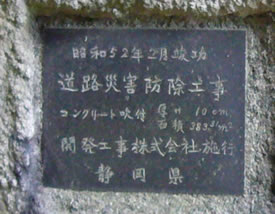 昭和52年2月竣功
道路災害防除工事
コンクリート吹付 厚サ 10cm
面積 383.5m²
開発工事株式会社施行
静岡県